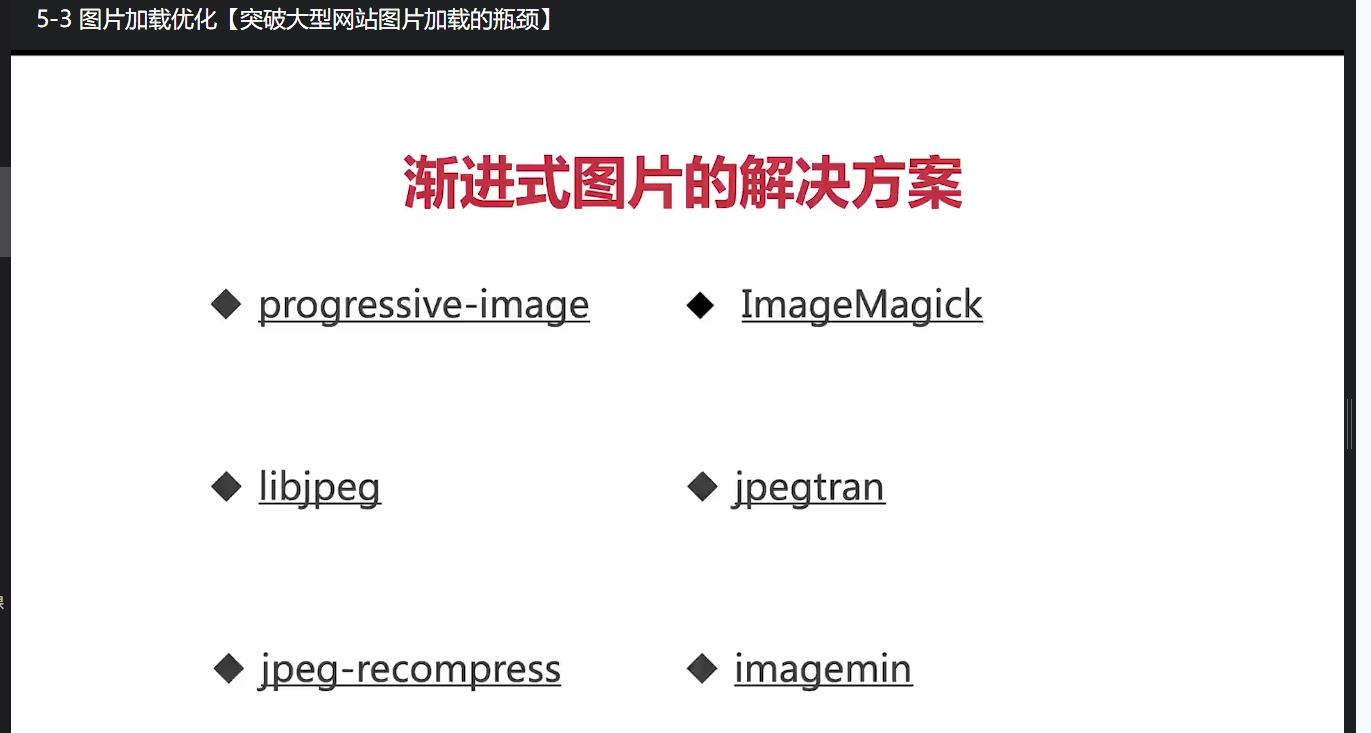 5-3 图片加载优化【突破大型网站图片加载的瓶颈】
渐进式图片的解决方案
progressive-image
ImageMagick
libjpeg
jpegtran
jpeg-recompress
imagemin